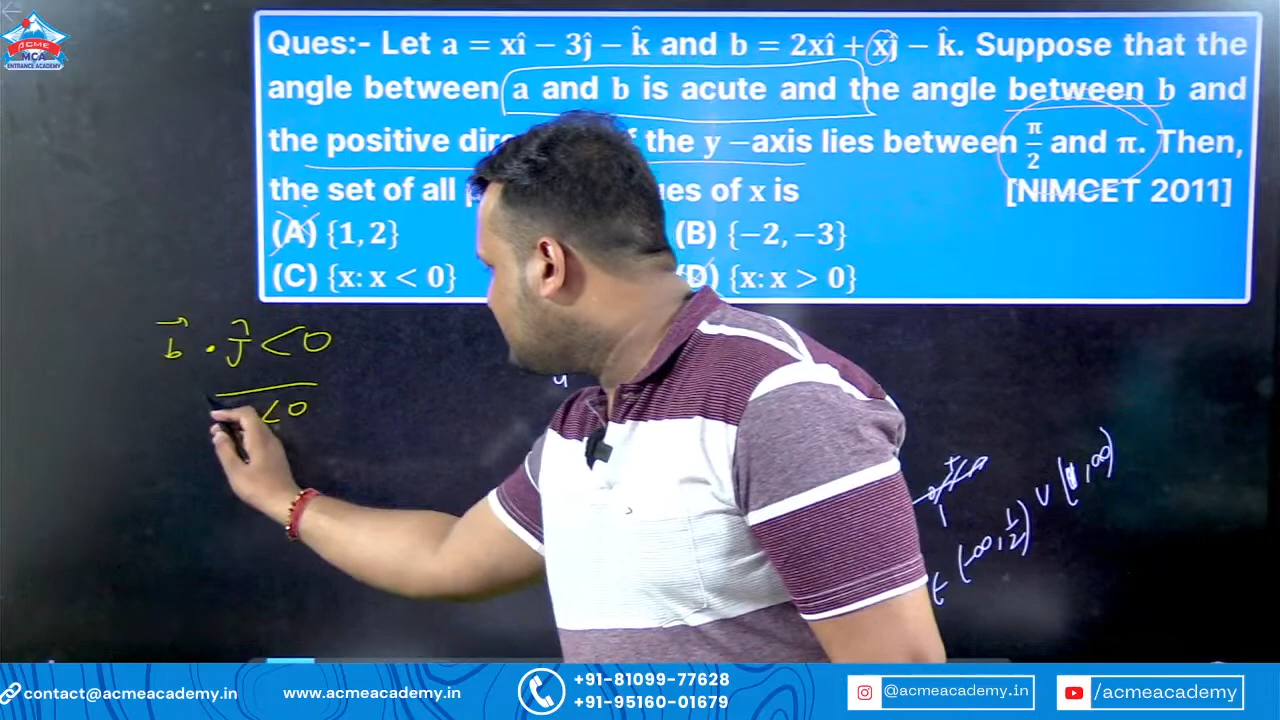 ACME
MCA
ENTRANCE ACADEMY
Ques:- Let a = xî − 3ĵ − k̂ and b = 2xî + xĵ − k̂. Suppose that the
angle between a and b is acute and the angle between b and
the positive dir f the y −axis lies between π/2 and π. Then,
the set of all ues of x is [NIMCET 2011]
(A) {1, 2} (B) {−2, −3}
(C) {x: x < 0} (D) {x: x > 0}
b⃗ · ĵ < 0
< 0
+
1
(-∞, 1/2) ∪ (1, ∞)
contact@acmeacademy.in www.acmeacademy.in +91-81099-77628
+91-95160-01679
@acmeacademy.in /acmeacademy